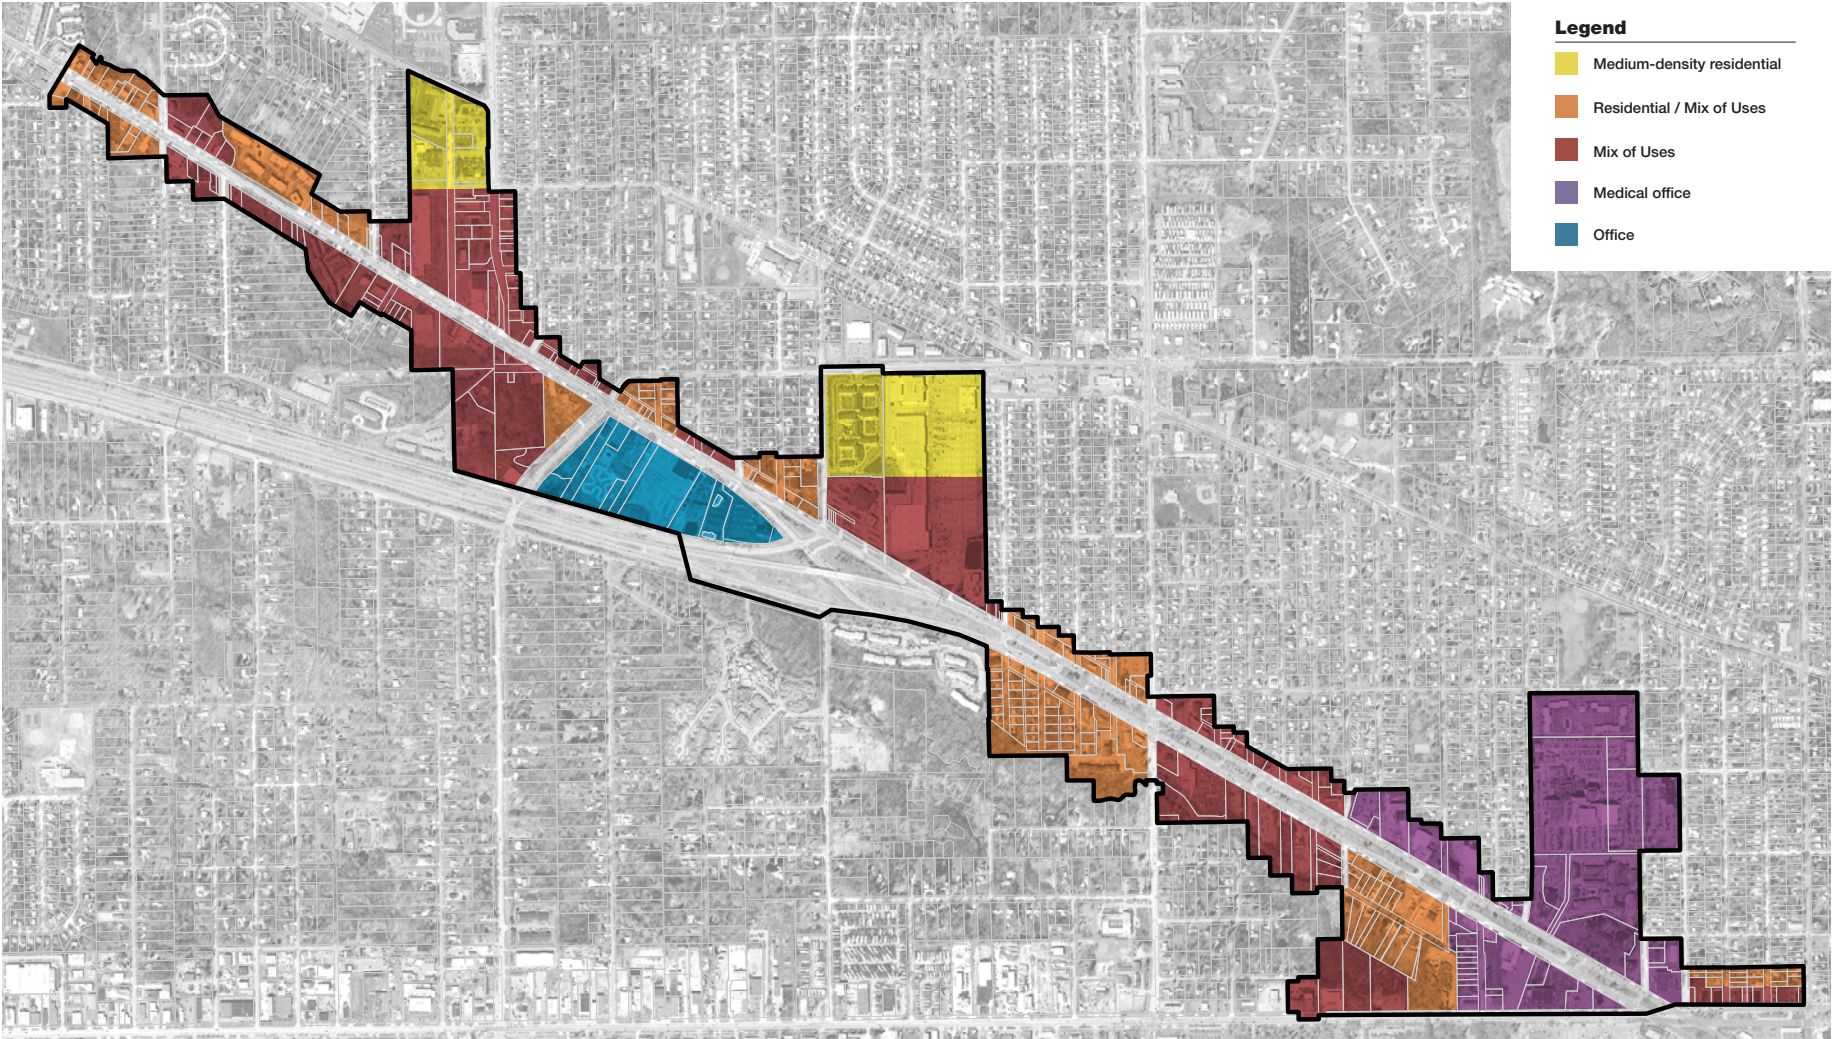 Legend
Medium-density residential
Residential / Mix of Uses
Mix of Uses
Medical office
Office